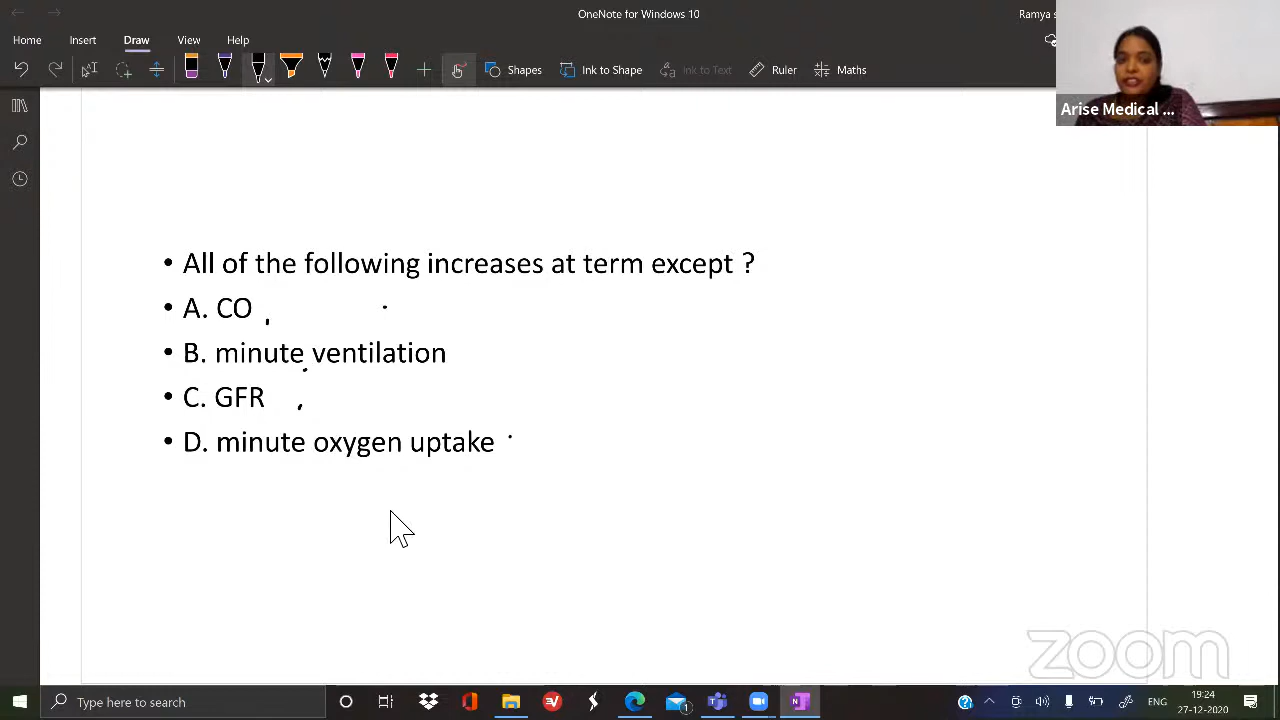 OneNote for Windows 10
Ramya s
Home Insert Draw View Help
Shapes Ink to Shape Ink to Text Ruler Maths
Arise Medical ...
• All of the following increases at term except ?
• A. CO
• B. minute ventilation
• C. GFR
• D. minute oxygen uptake
zoom
Type here to search
1
ENG
19:24
27-12-2020